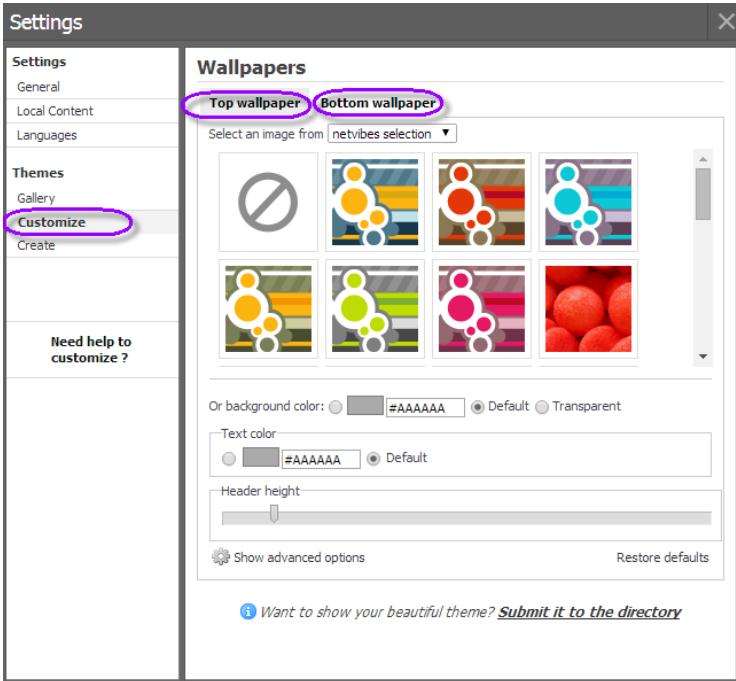 Settings
Settings
General
Local Content
Languages
Themes
Gallery
Customize
Create
Need help to
customize ?
Wallpapers
Top wallpaper Bottom wallpaper
Select an image from netvibes selection
Or background color: #AAAAAA Default Transparent
Text color
#AAAAAA Default
Header height
Show advanced options Restore defaults
Want to show your beautiful theme? Submit it to the directory